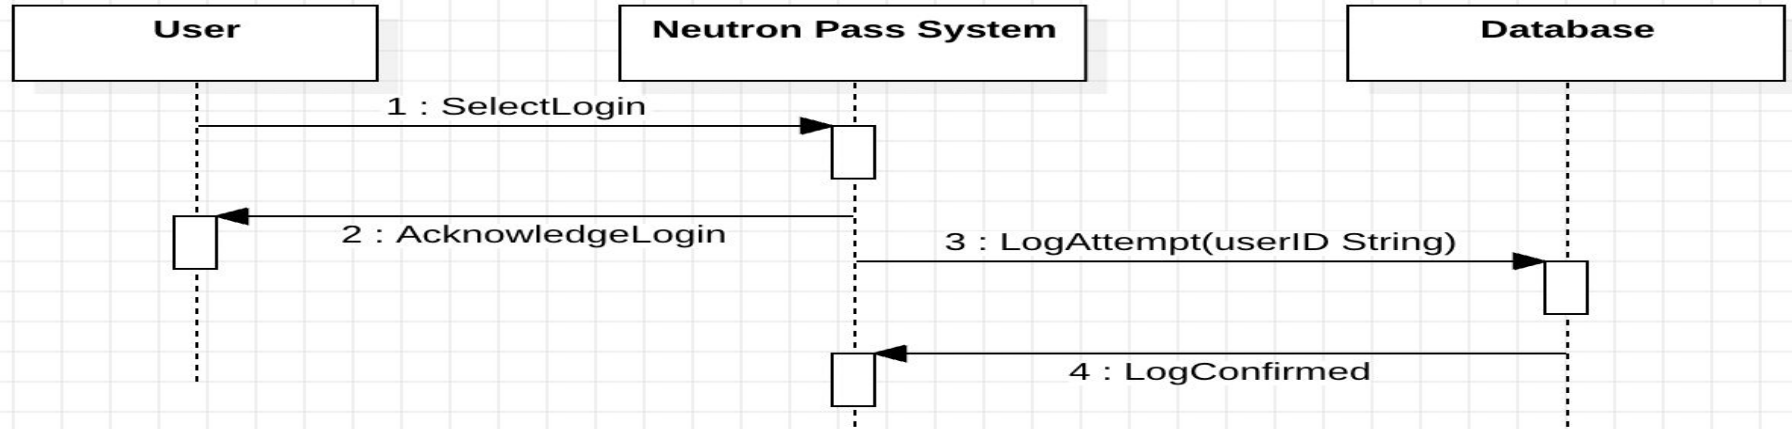 User
Neutron Pass System
Database
1 : SelectLogin
2 : AcknowledgeLogin
3 : LogAttempt(userID String)
4 : LogConfirmed